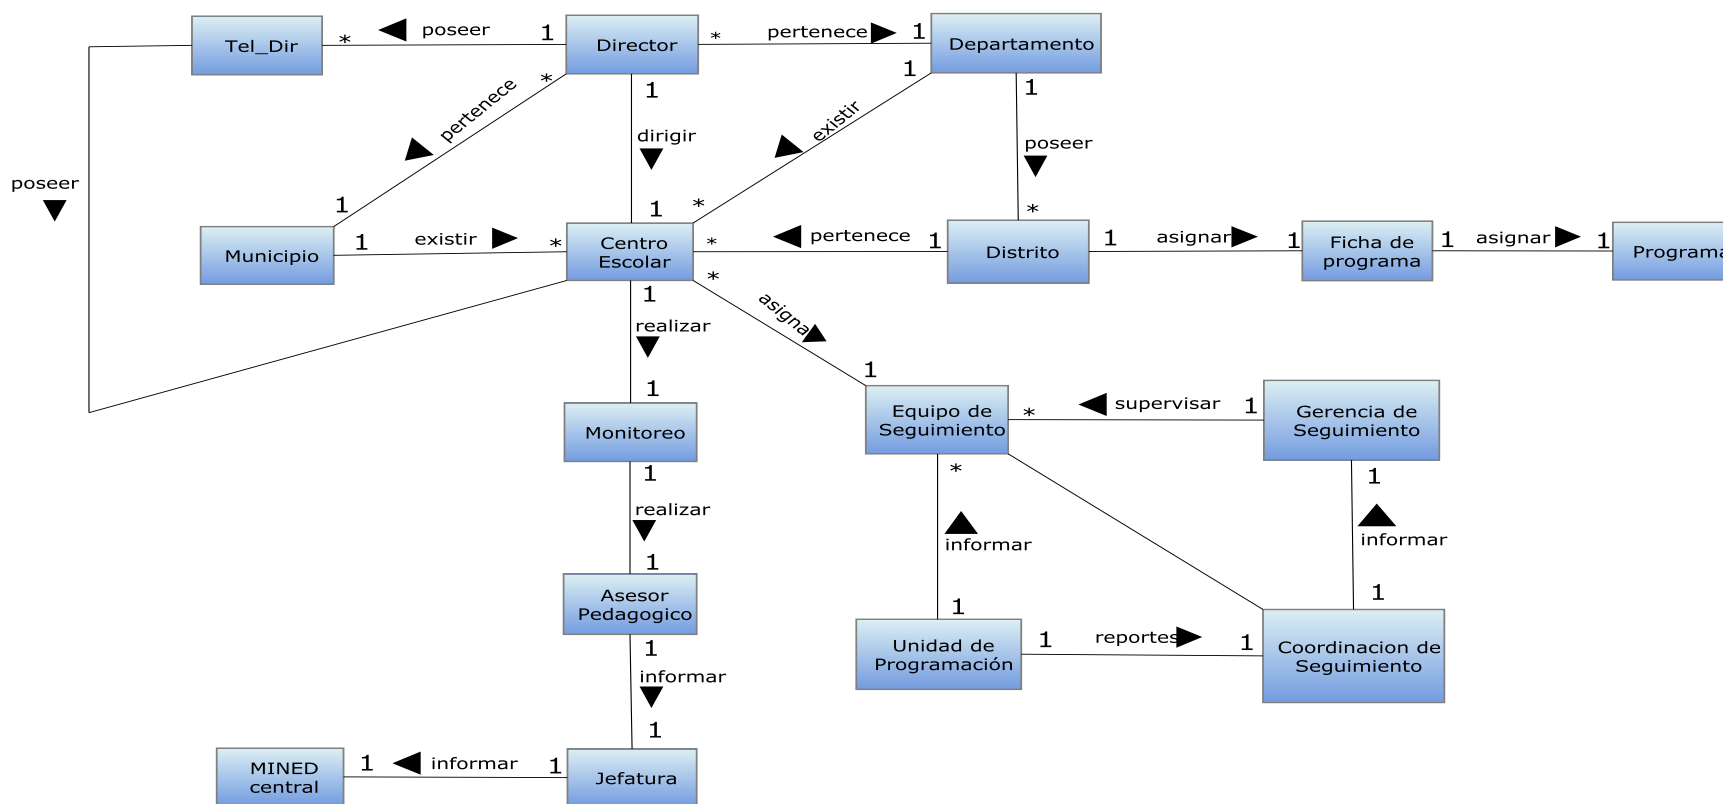 Tel_Dir
*
poseer
1
Director
*
pertenece
1
Departamento
*
pertenece
1
1
dirigir
1
1
existir
*
1
poseer
*
poseer
Municipio
1
existir
*
Centro
Escolar
*
pertenece
1
Distrito
1
asignar
1
Ficha de
programa
1
asignar
1
Programa
*
asigna
1
1
realizar
1
Monitoreo
Equipo de
Seguimiento
*
supervisar
1
Gerencia de
Seguimiento
1
realizar
1
*
informar
1
1
informar
1
Asesor
Pedagogico
Unidad de
Programación
1
reportes
1
Coordinacion de
Seguimiento
1
informar
1
MINED
central
1
informar
1
Jefatura